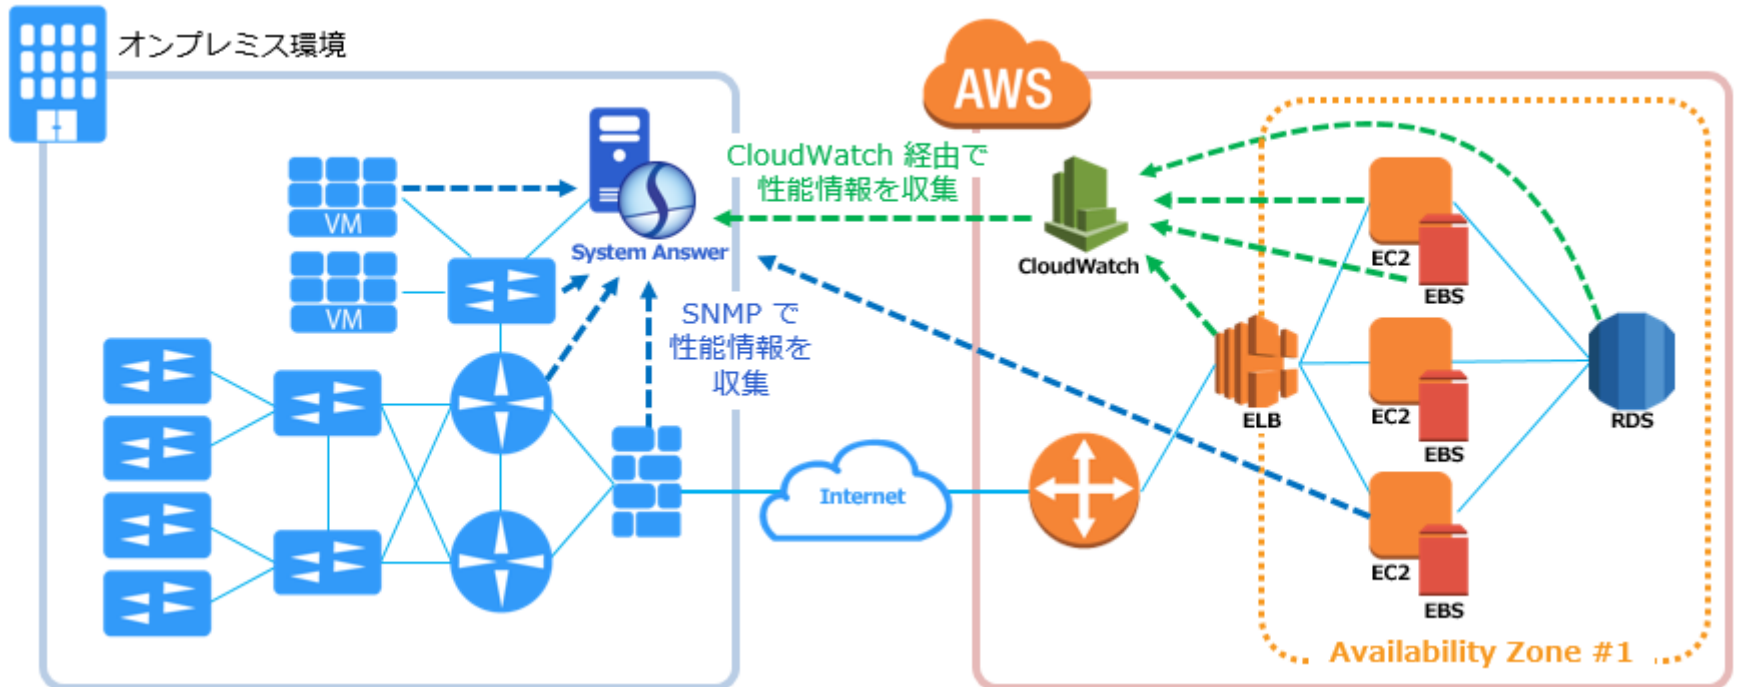 オンプレミス環境
AWS
CloudWatch 経由で
性能情報を収集
VM
System Answer
VM
SNMP で
性能情報を
収集
CloudWatch
EC2
EBS
EC2
EBS
ELB
RDS
Internet
EC2
EBS
Availability Zone #1